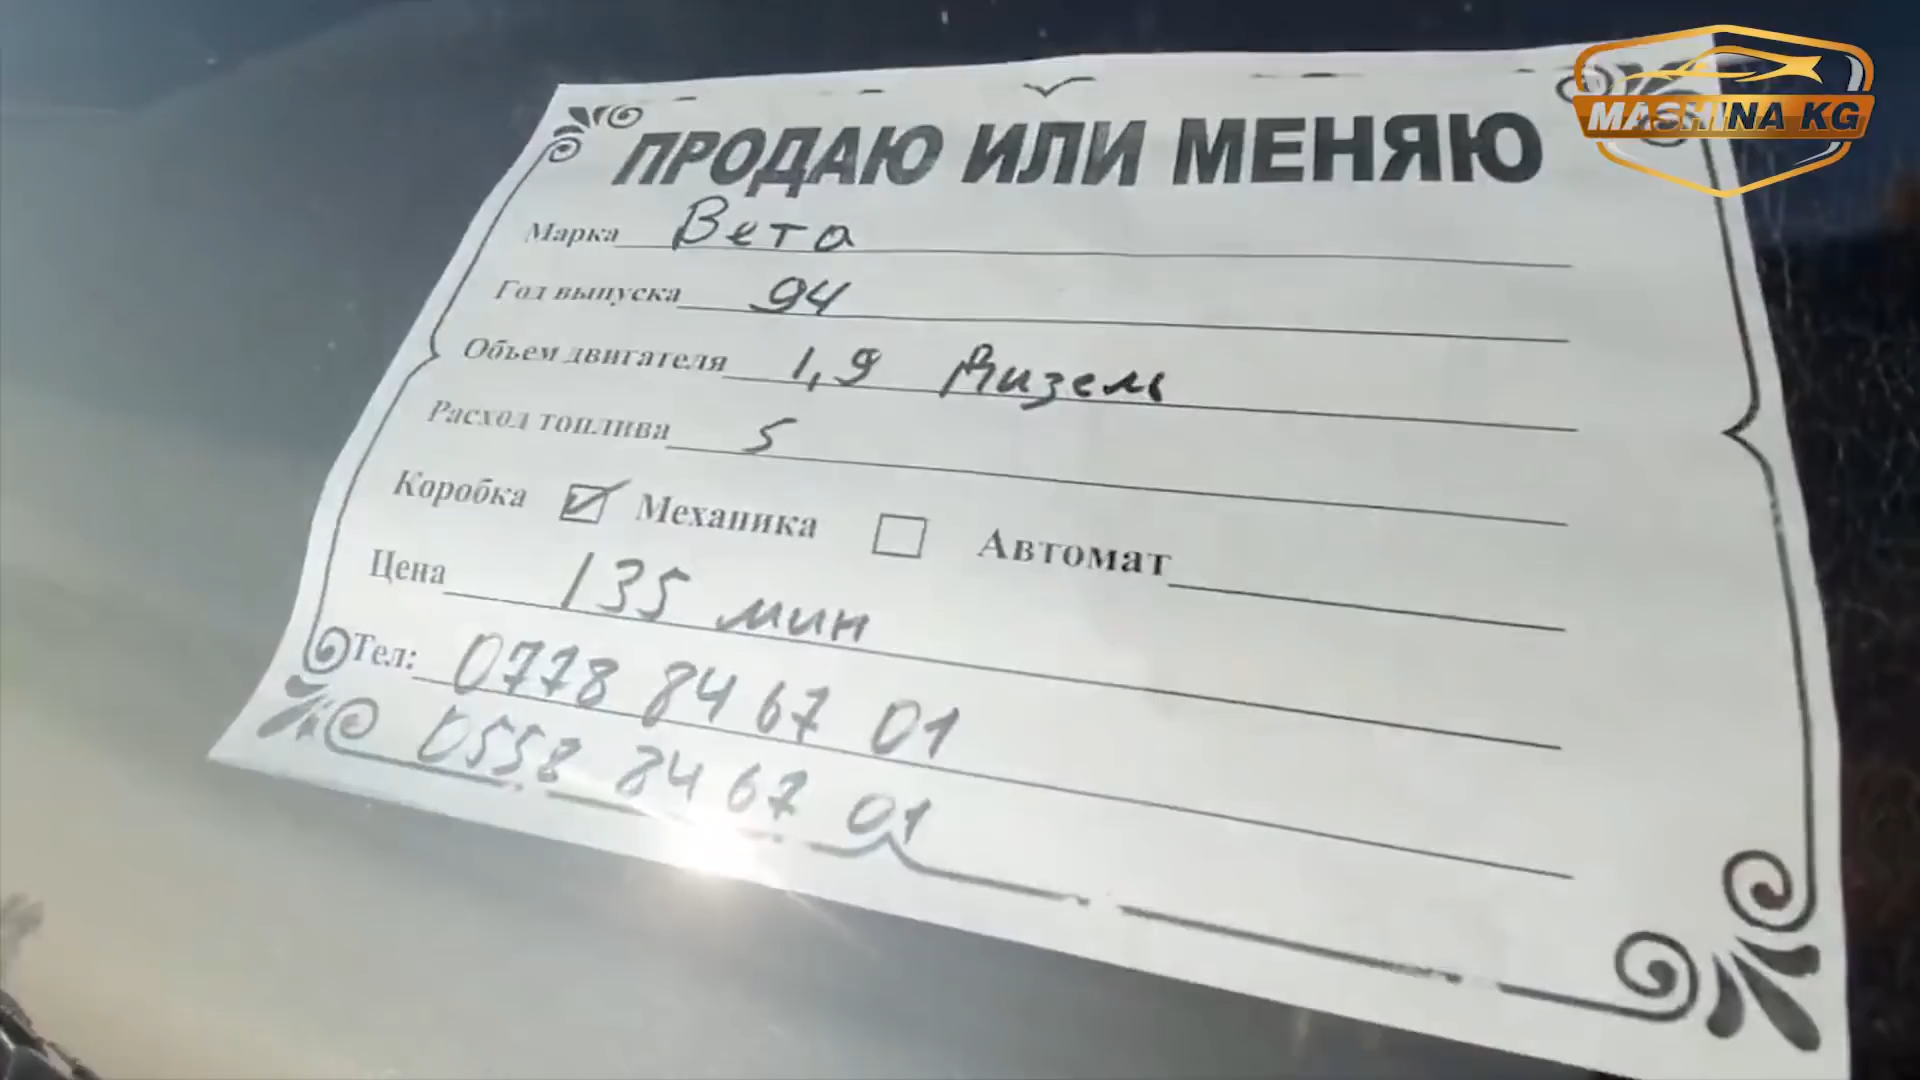 MASHINA KG
ПРОДАЮ ИЛИ МЕНЯЮ
Марка Вето
Год выпуска 94
Объем двигателя 1,9 Дизель
Расход топлива 5
Коробка Механика Автомат
Цена 135 мин
Тел: 0778 84 67 01
0558 84 67 01